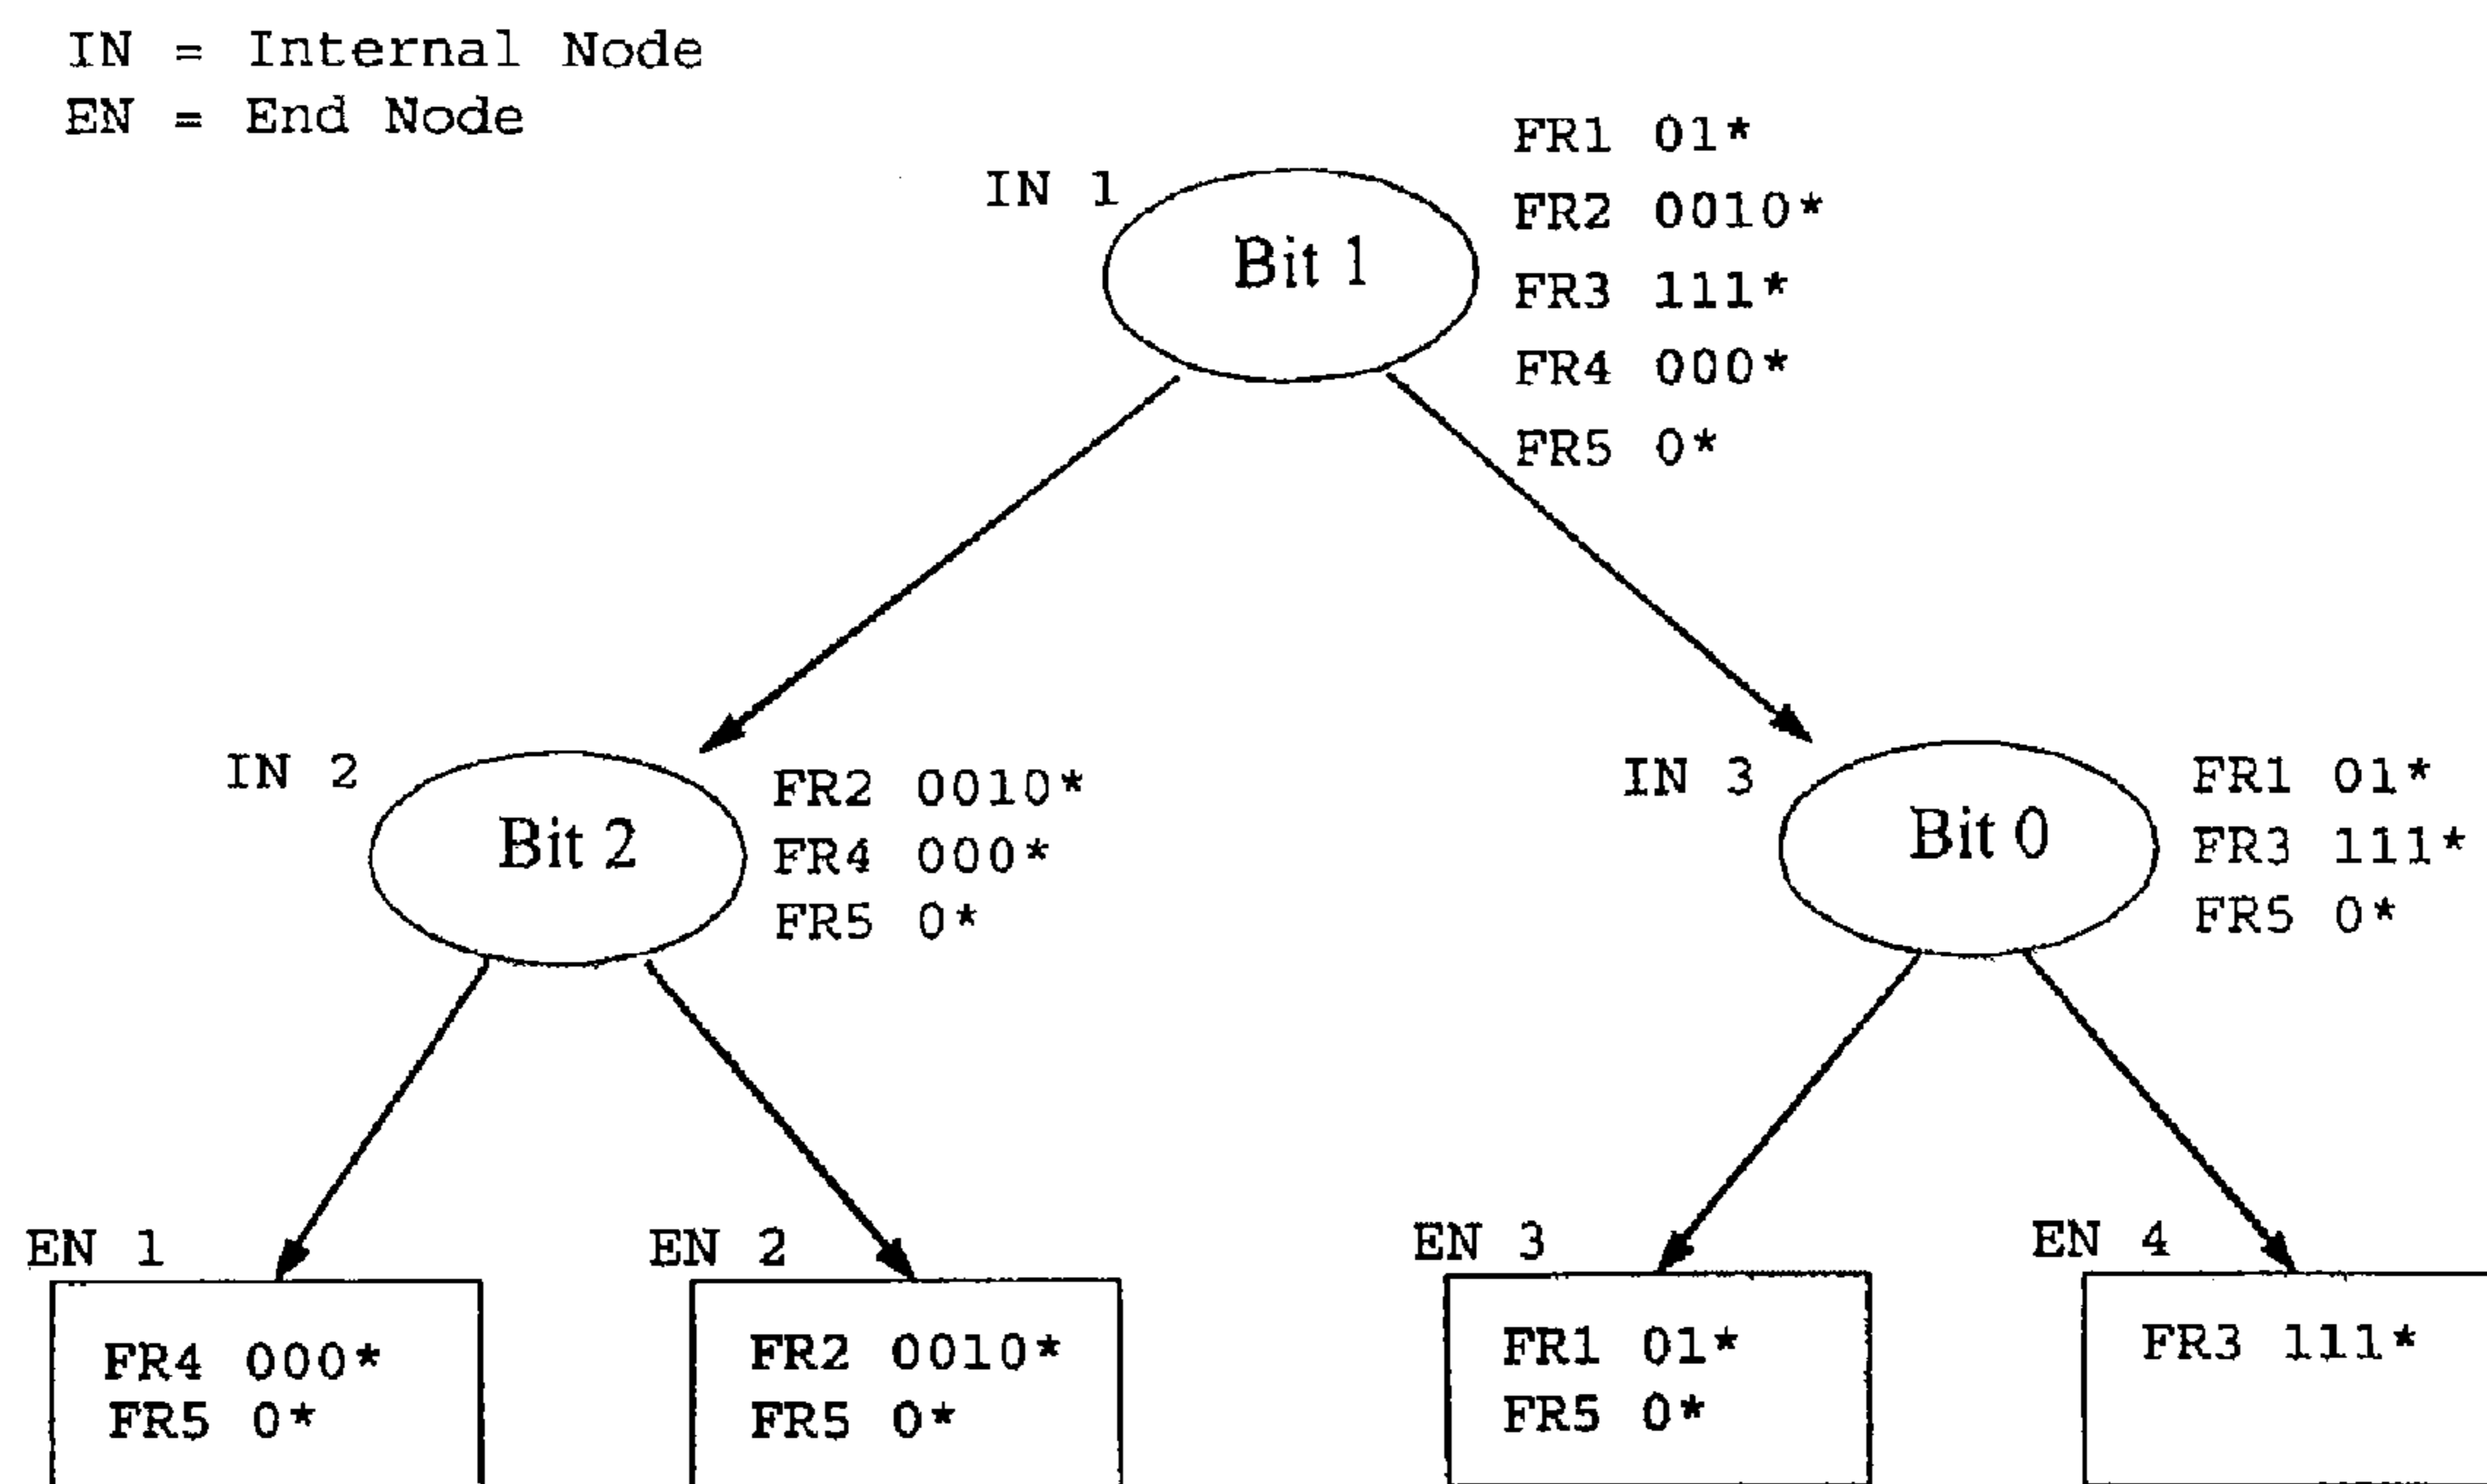 IN = Internal Node
EN = End Node
IN 1
Bit 1
FR1 01*
FR2 0010*
FR3 111*
FR4 000*
FR5 0*
IN 2
Bit 2
FR2 0010*
FR4 000*
FR5 0*
IN 3
Bit 0
FR1 01*
FR3 111*
FR5 0*
EN 1
FR4 000*
FR5 0*
EN 2
FR2 0010*
FR5 0*
EN 3
FR1 01*
FR5 0*
EN 4
FR3 111*